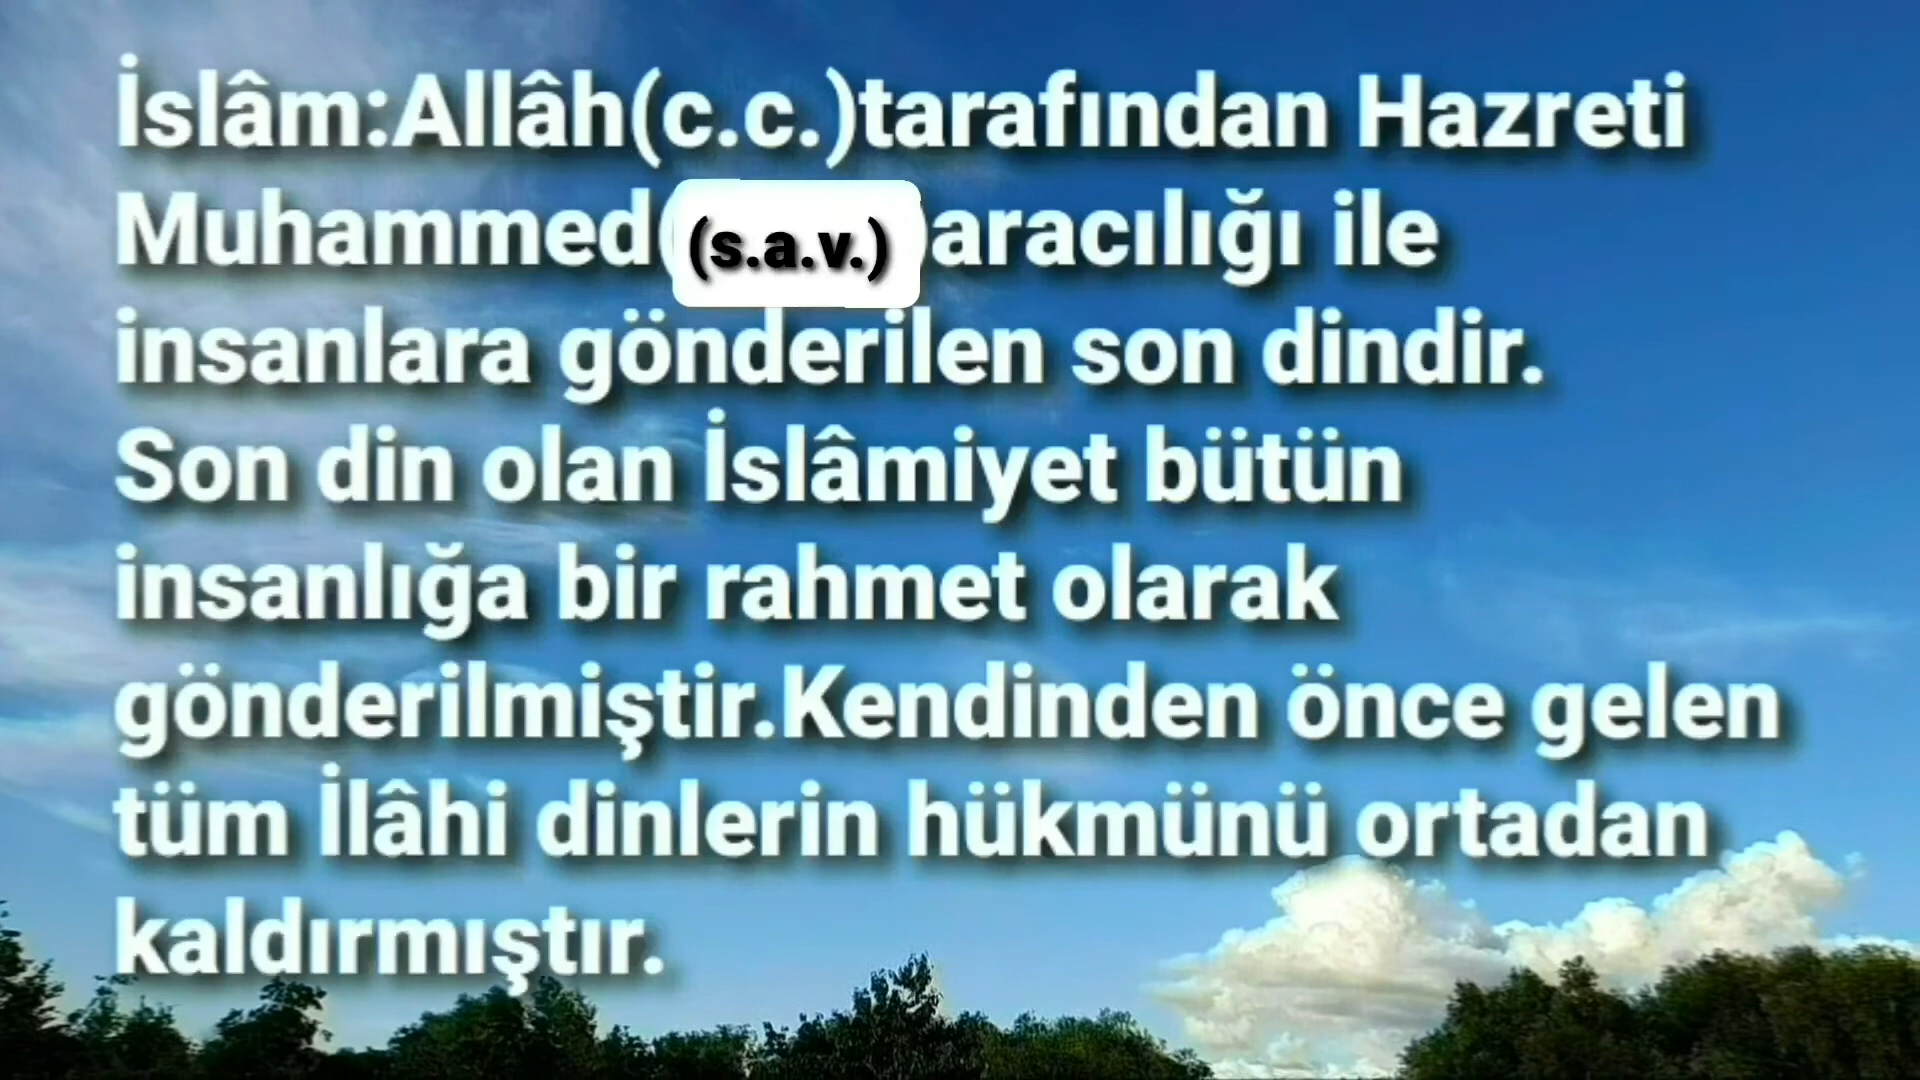 İslâm:Allâh(c.c.)tarafından Hazreti
Muhammed((s.a.v.))aracılığı ile
insanlara gönderilen son dindir.
Son din olan İslâmiyet bütün
insanlığa bir rahmet olarak
gönderilmiştir.Kendinden önce gelen
tüm İlâhi dinlerin hükmünü ortadan
kaldırmıştır.